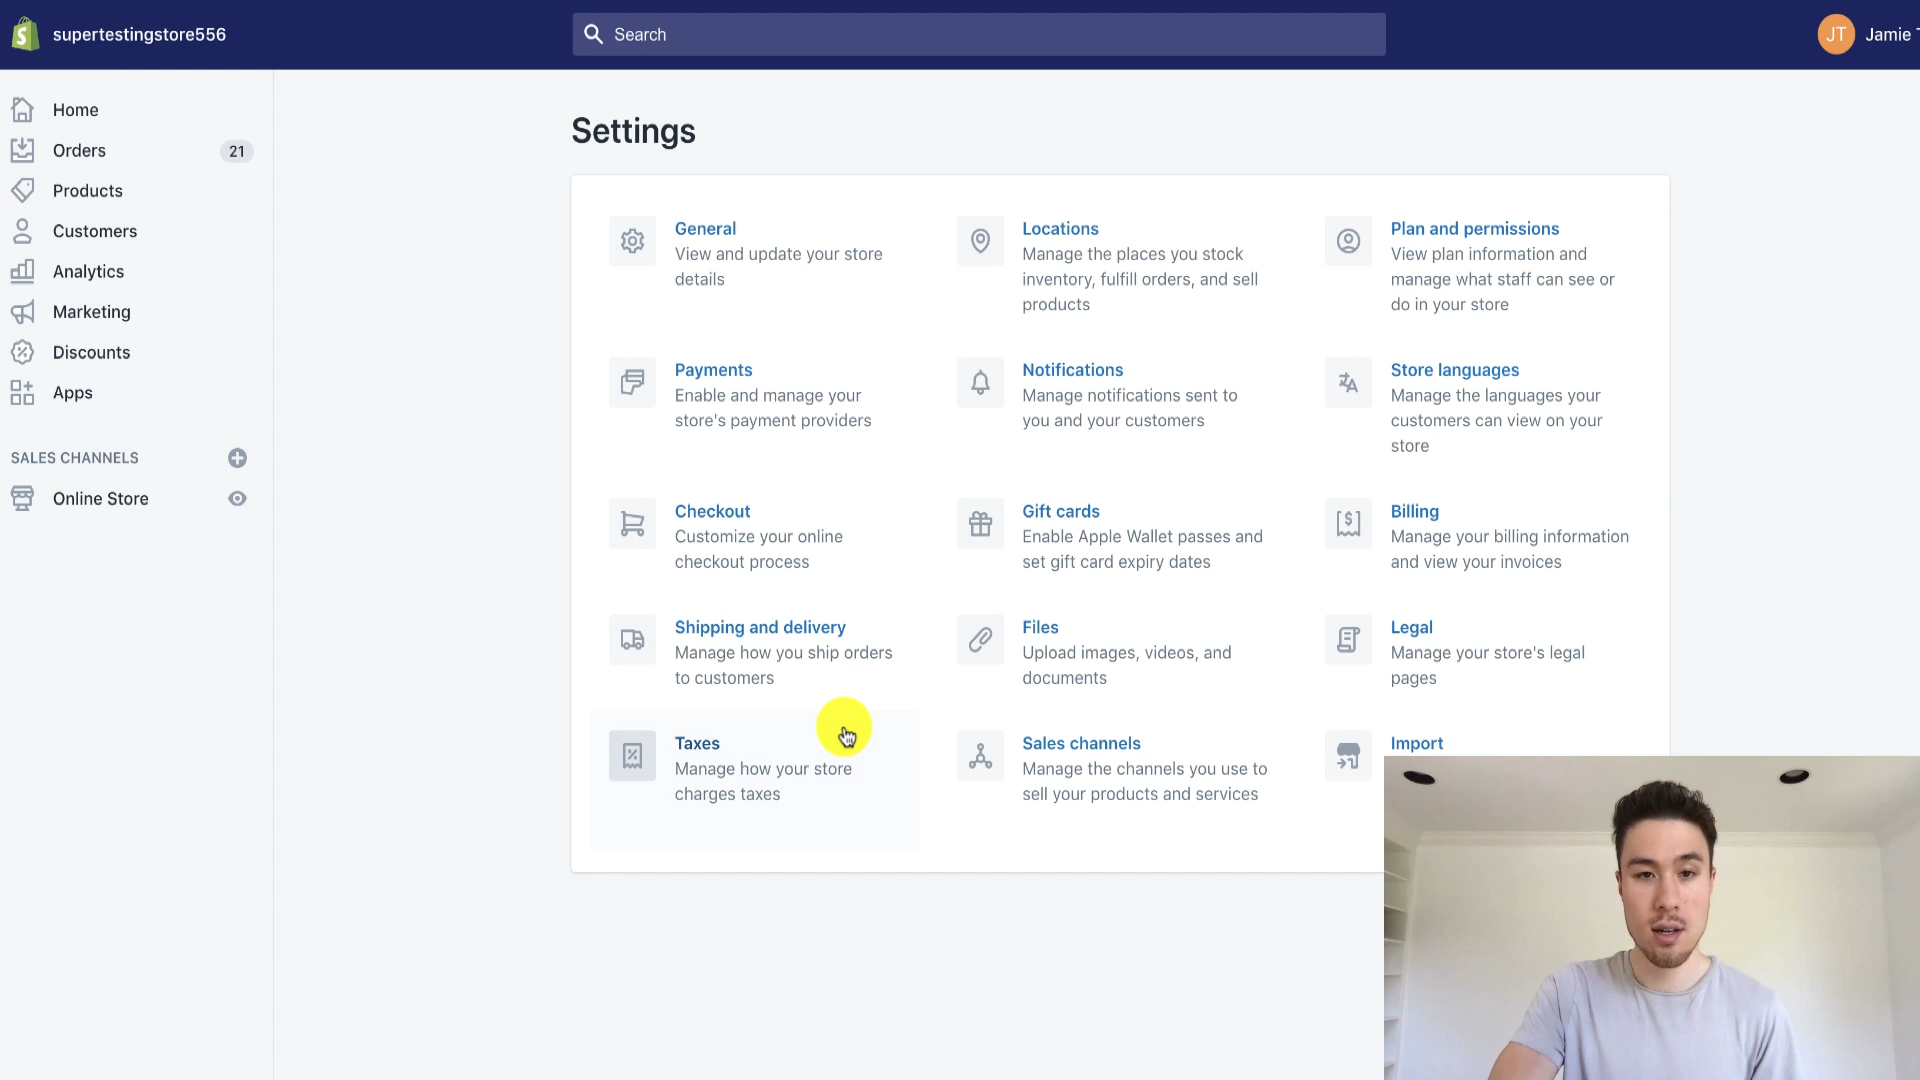 supertestingstore556
Search
JT
Jamie
Home
Orders
21
Products
Customers
Analytics
Marketing
Discounts
Apps
SALES CHANNELS
Online Store
Settings
General
View and update your store
details
Locations
Manage the places you stock
inventory, fulfill orders, and sell
products
Plan and permissions
View plan information and
manage what staff can see or
do in your store
Payments
Enable and manage your
store's payment providers
Notifications
Manage notifications sent to
you and your customers
Store languages
Manage the languages your
customers can view on your
store
Checkout
Customize your online
checkout process
Gift cards
Enable Apple Wallet passes and
set gift card expiry dates
Billing
Manage your billing information
and view your invoices
Shipping and delivery
Manage how you ship orders
to customers
Files
Upload images, videos, and
documents
Legal
Manage your store's legal
pages
Taxes
Manage how your store
charges taxes
Sales channels
Manage the channels you use to
sell your products and services
Import